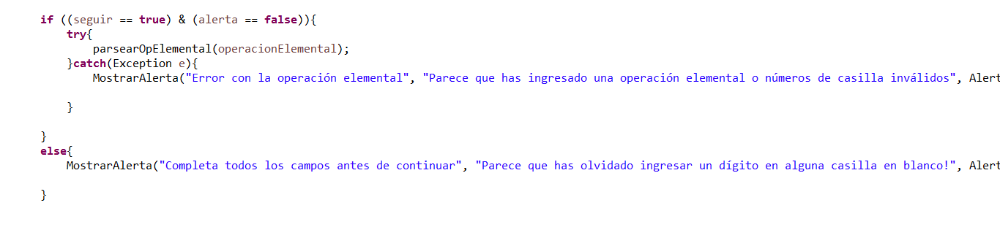 if ((seguir == true) & (alerta == false)){
try{
parsearOpElemental(operacionElemental);
}catch(Exception e){
MostrarAlerta("Error con la operación elemental", "Parece que has ingresado una operación elemental o números de casilla inválidos", Alert
}
}
else{
MostrarAlerta("Completa todos los campos antes de continuar", "Parece que has olvidado ingresar un dígito en alguna casilla en blanco!", Alert
}